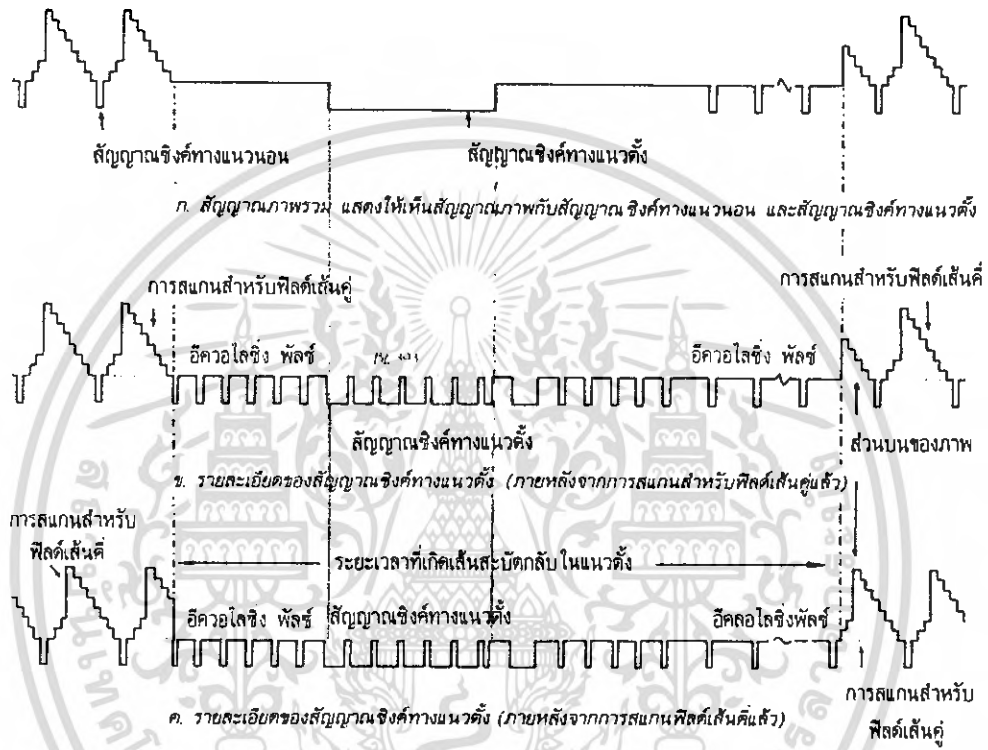 สัญญาณซิงค์ทางแนวนอน
สัญญาณซิงค์ทางแนวตั้ง
ก. สัญญาณภาพรวม แสดงให้เห็นสัญญาณภาพกับสัญญาณซิงค์ทางแนวนอน และสัญญาณซิงค์ทางแนวตั้ง
การสแกนสำหรับฟิลด์เส้นคู่
การสแกนสำหรับฟิลด์เส้นคี่
อีควอไลซิ่ง พัลซ์
อีควอไลซิ่ง พัลซ์
สัญญาณซิงค์ทางแนวตั้ง
ส่วนบนของภาพ
ข. รายละเอียดของสัญญาณซิงค์ทางแนวตั้ง (ภายหลังจากการสแกนสำหรับฟิลด์เส้นคู่แล้ว)
การสแกนสำหรับ
ฟิลด์เส้นคี่
ระยะเวลาที่เกิดเส้นสะบัดกลับในแนวตั้ง
อีควอไลซิ่ง พัลซ์
สัญญาณซิงค์ทางแนวตั้ง
อีคลอไลซิ่งพัลซ์
การสแกนสำหรับ
ฟิลด์เส้นคู่
ค. รายละเอียดของสัญญาณซิงค์ทางแนวตั้ง (ภายหลังจากการสแกนฟิลด์เส้นคี่แล้ว)